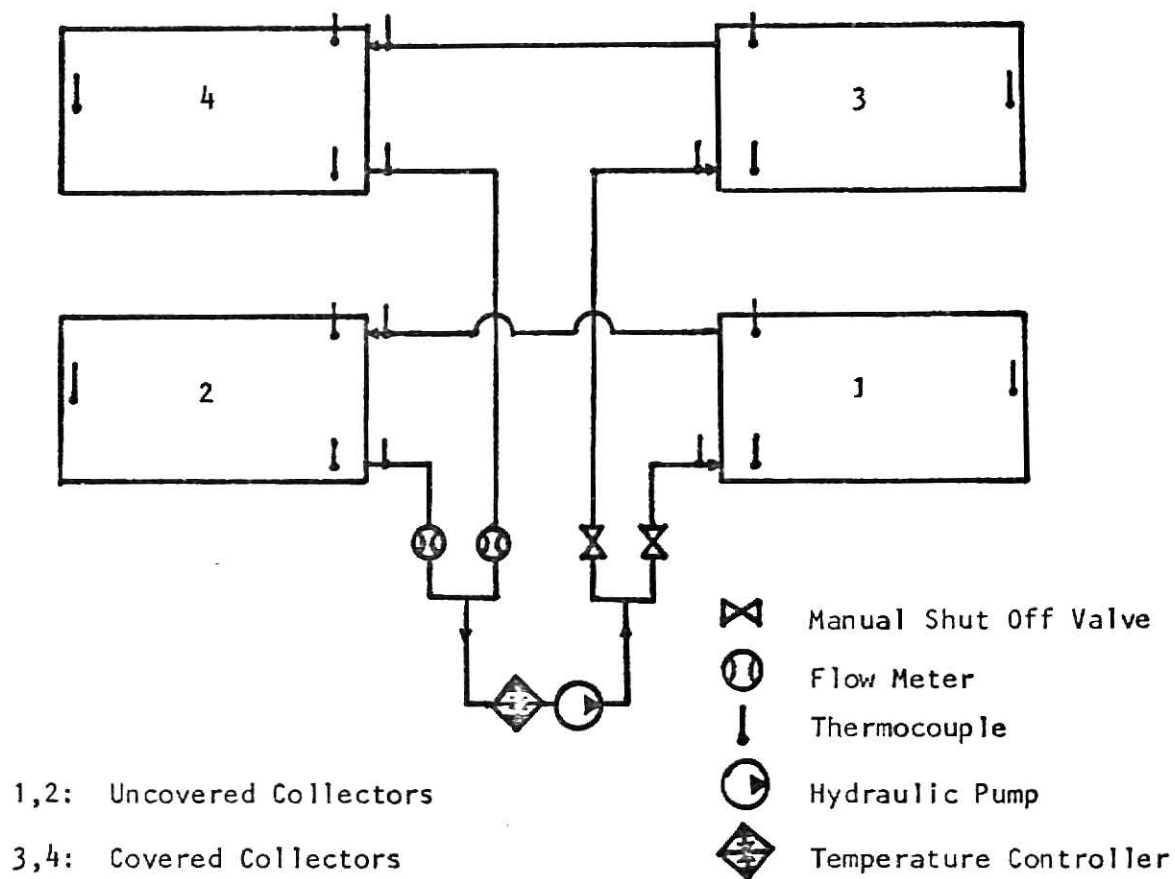 4
3
2
1
Manual Shut Off Valve
Flow Meter
Thermocouple
1,2: Uncovered Collectors
Hydraulic Pump
3,4: Covered Collectors
Temperature Controller